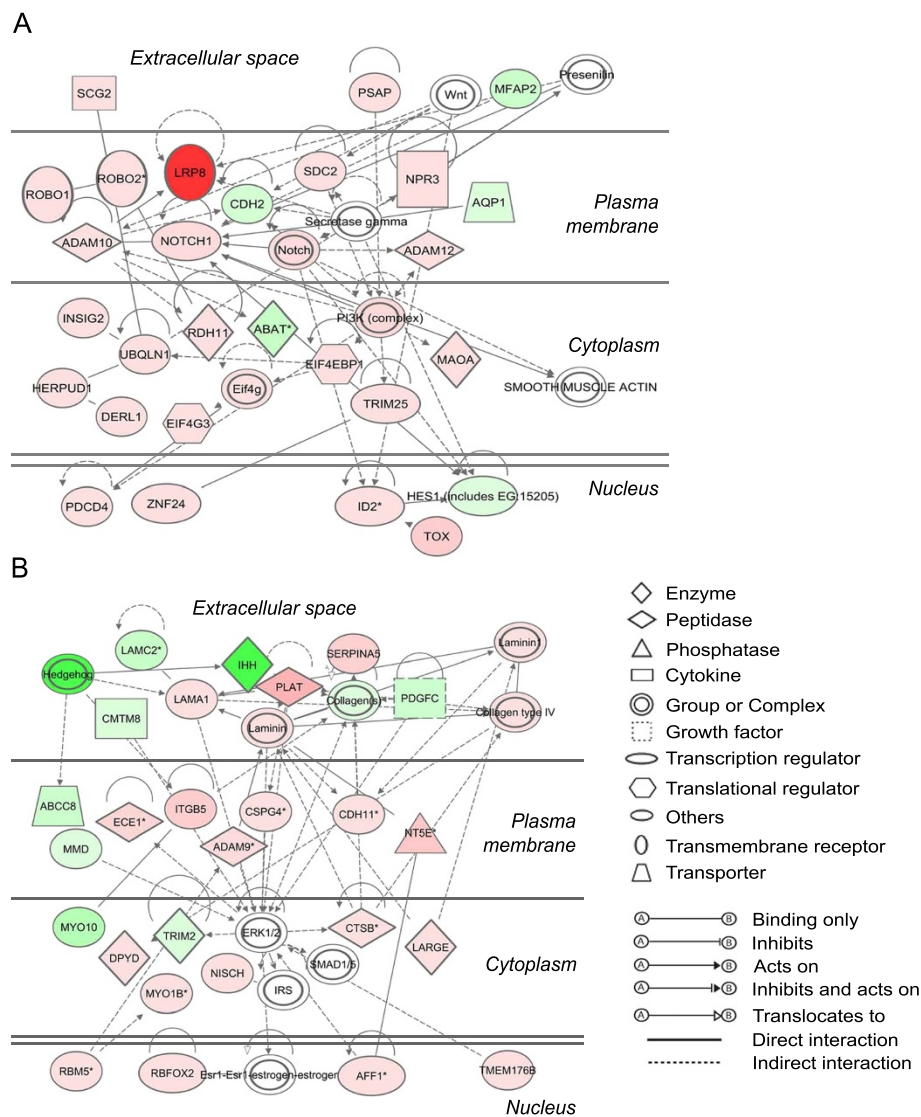 A
Extracellular space
SCG2
PSAP
Wnt
MFAP2
Presenilin
ROBO1
ROBO2*
LRP8
SDC2
NPR3
CDH2
AQP1
Secretase gamma
Plasma
membrane
ADAM10
NOTCH1
Notch
ADAM12
INSIG2
RDH11
ABAT*
PI3K (complex)
UBQLN1
EIF4EBP1
MAOA
Cytoplasm
HERPUD1
Eif4g
SMOOTH MUSCLE ACTIN
DERL1
EIF4G3
TRIM25
PDCD4
ZNF24
ID2*
HES1 (includes EG:15205)
Nucleus
TOX
B
Extracellular space
LAMC2*
Hedgehog
IHH
SERPINA5
Laminin1
LAMA1
PLAT
Collagen(s)
PDGFC
CMTM8
Laminin
Collagen type IV
ABCC8
ECE1*
ITGB5
CSPG4*
CDH11*
NT5E*
Plasma
membrane
MMD
ADAM9*
MYO10
TRIM2
ERK1/2
CTSB*
LARGE
DPYD
NISCH
SMAD1/5
Cytoplasm
MYO1B*
IRS
RBM5*
RBFOX2
Esr1-Esr1-estrogen-estrogen
AFF1*
TMEM176B
Nucleus
Enzyme
Peptidase
Phosphatase
Cytokine
Group or Complex
Growth factor
Transcription regulator
Translational regulator
Others
Transmembrane receptor
Transporter
A B Binding only
A B Inhibits
A B Acts on
A B Inhibits and acts on
A B Translocates to
Direct interaction
Indirect interaction